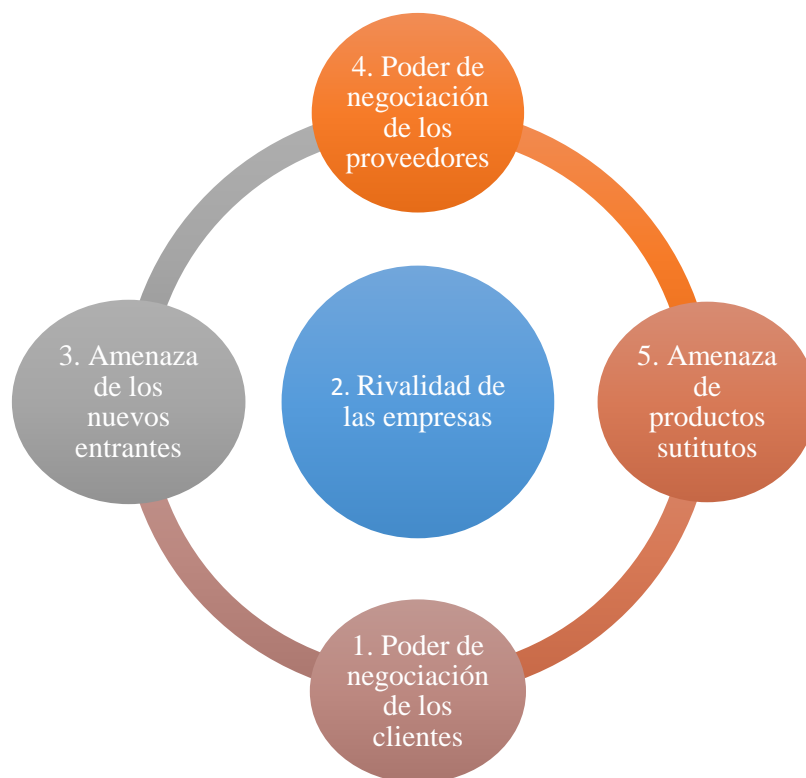 4. Poder de
negociación
de los
proveedores
3. Amenaza
de los
nuevos
entrantes
2. Rivalidad de
las empresas
5. Amenaza
de
productos
sutitutos
1. Poder de
negociación
de los
clientes